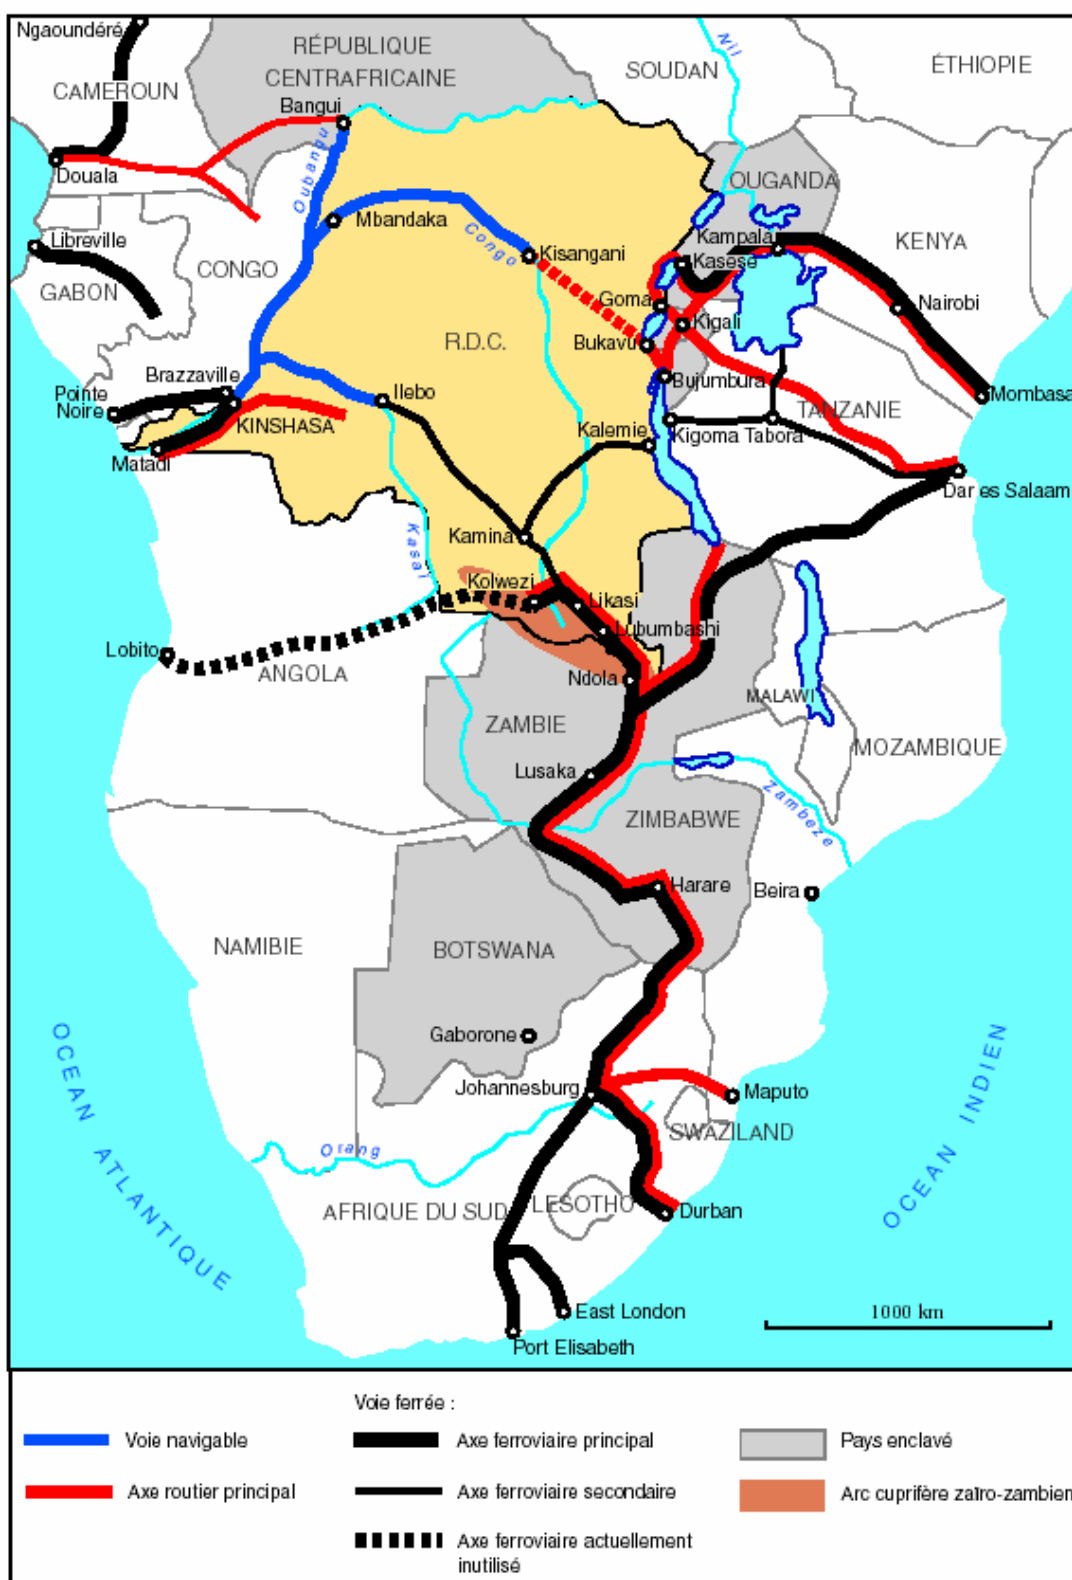 Ngaoundéré
RÉPUBLIQUE
CENTRAFRICAINE
SOUDAN
Nil
ÉTHIOPIE
CAMEROUN
Bangui
Douala
Oubangu
OUGANDA
Mbandaka
Congo
Kisangani
Kampala
Kasese
KENYA
Libreville
CONGO
GABON
Goma
Kigali
Nairobi
R.D.C.
Bukavu
Brazzaville
Pointe
Noire
Ilebo
Bujumbura
Mombasa
TANZANIE
KINSHASA
Kalemie
Kigoma
Tabora
Matadi
Dar es Salaam
Kasaï
Kamina
Kolwezi
Likasi
Lubumbashi
Lobito
ANGOLA
Ndola
MALAWI
ZAMBIE
MOZAMBIQUE
Lusaka
Zambeze
ZIMBABWE
Harare
Beira
NAMIBIE
BOTSWANA
Gaborone
OCEAN ATLANTIQUE
OCEAN INDIEN
Johannesburg
Maputo
SWAZILAND
Orang
AFRIQUE DU SUD
LESOTHO
Durban
East London
1000 km
Port Elisabeth
Voie ferrée :
Voie navigable
Axe ferroviaire principal
Pays enclavé
Axe routier principal
Axe ferroviaire secondaire
Arc cuprifère zaïro-zambien
Axe ferroviaire actuellement
inutilisé